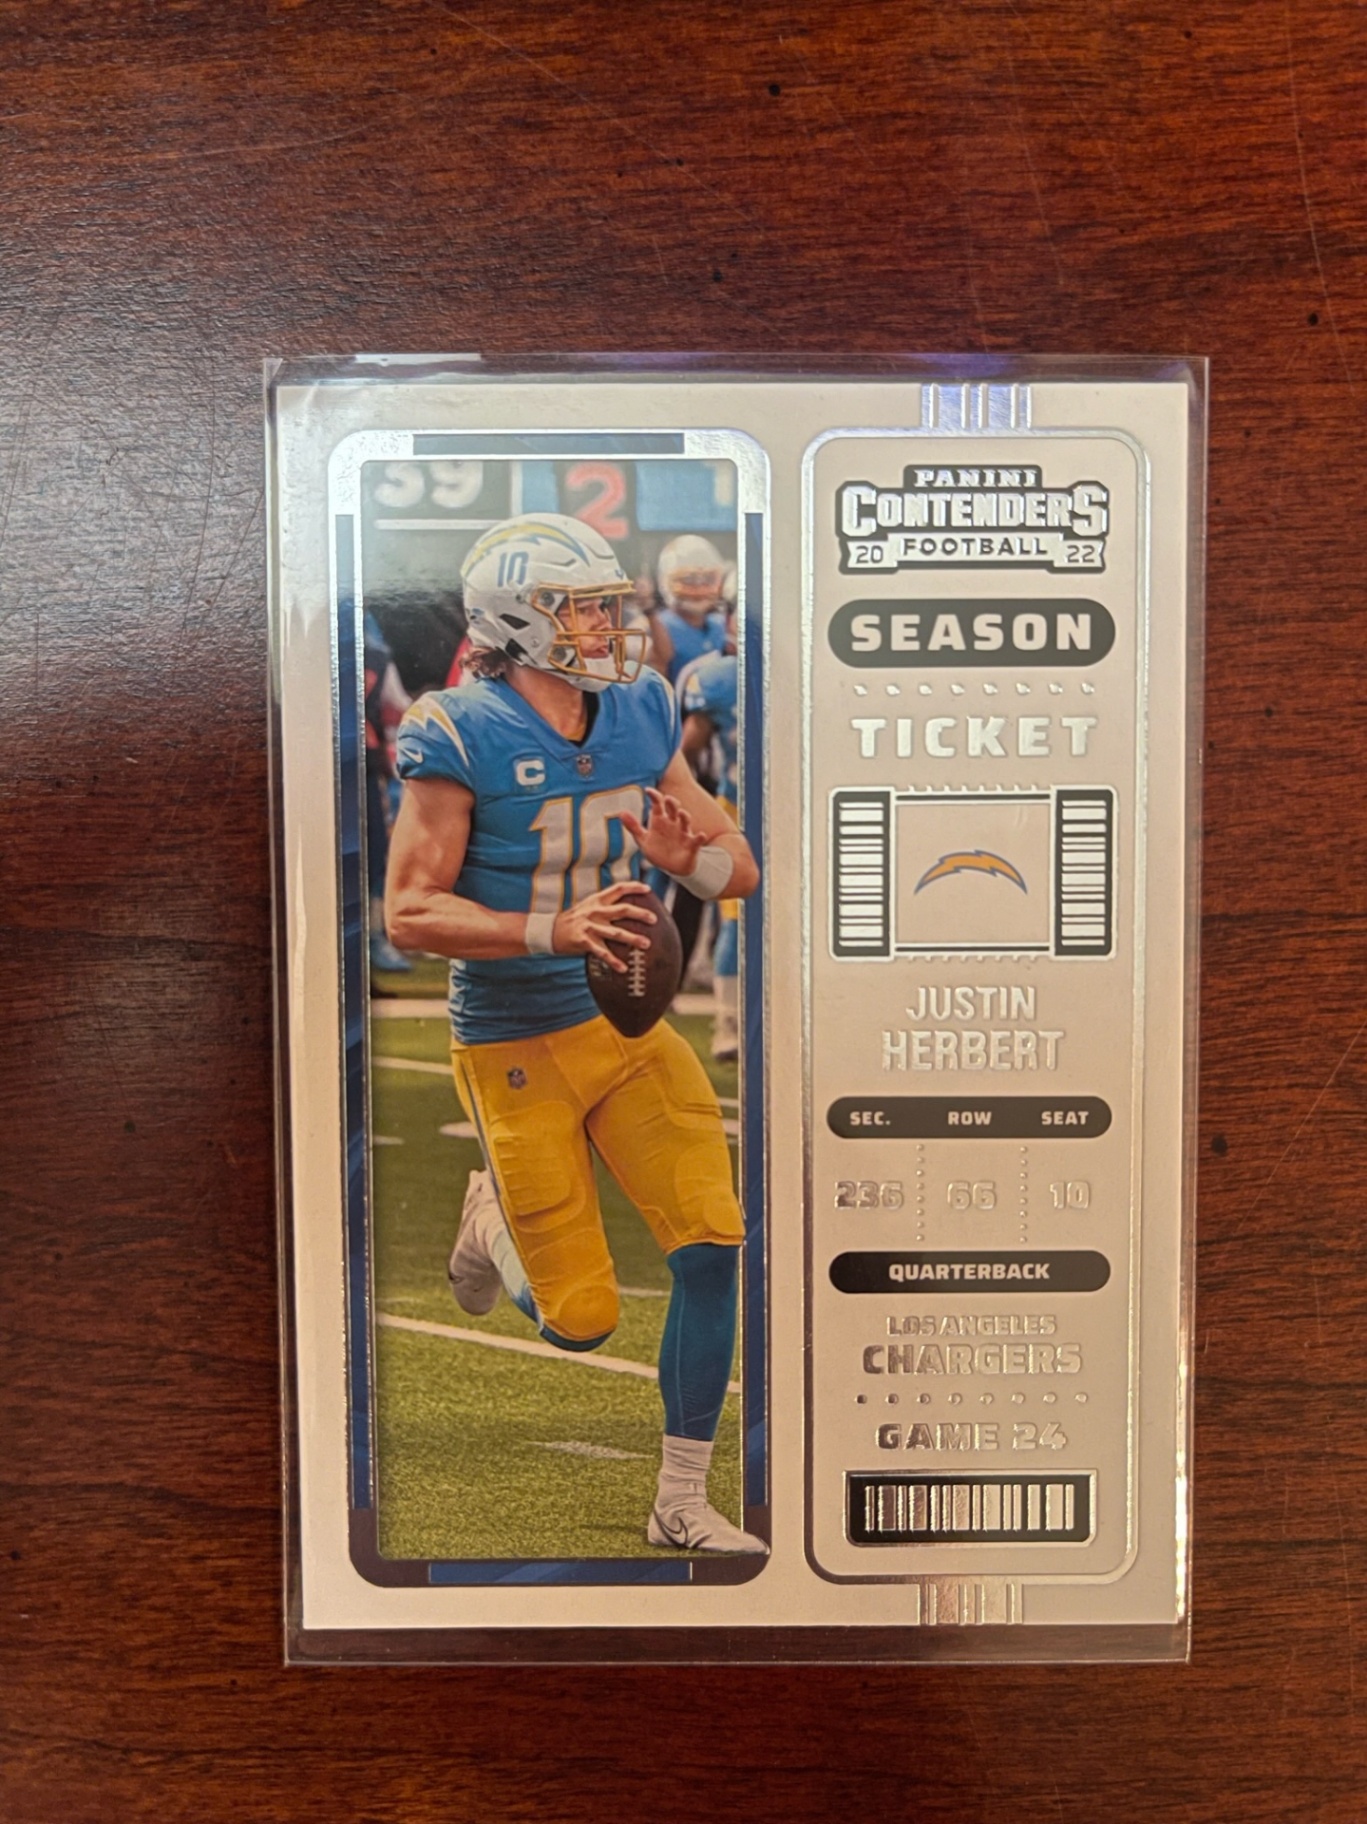 39
2
10
C
10
PANINI
CONTENDERS
20 FOOTBALL 22
SEASON
TICKET
JUSTIN
HERBERT
SEC. ROW SEAT
236 66 10
QUARTERBACK
LOS ANGELES
CHARGERS
GAME 24